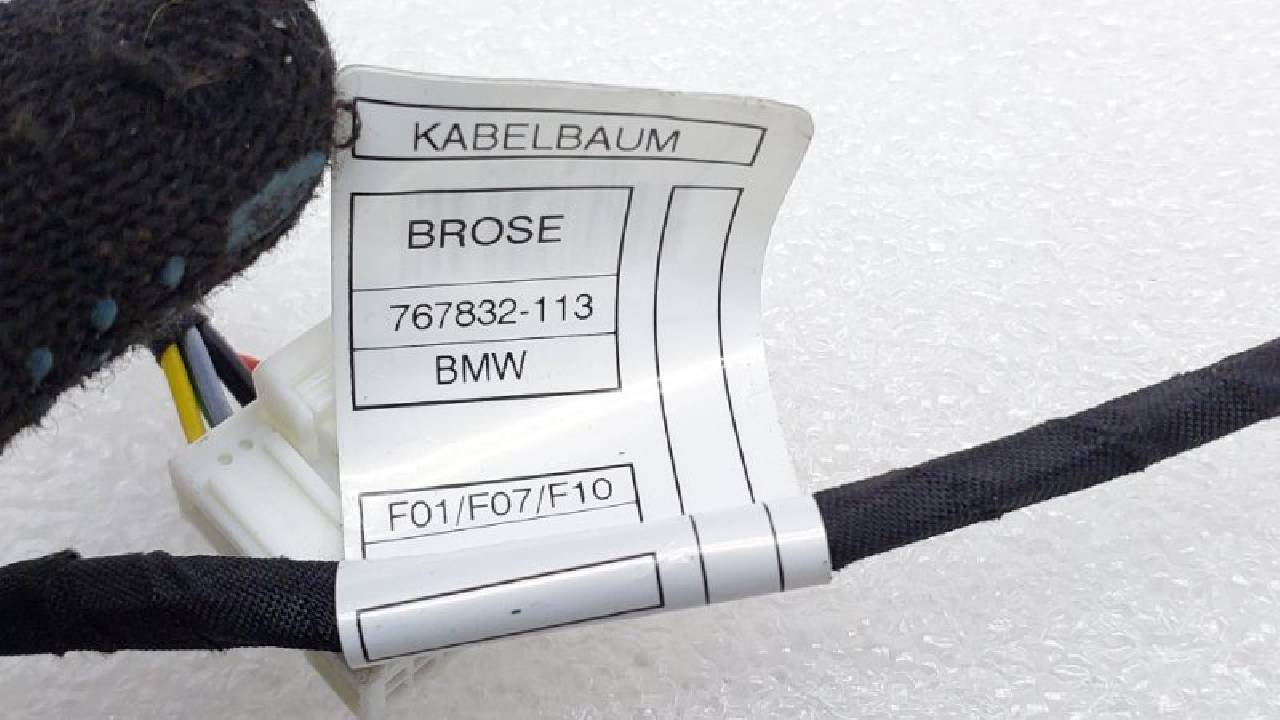 KABELBAUM
BROSE
767832-113
BMW
F01/F07/F10
-